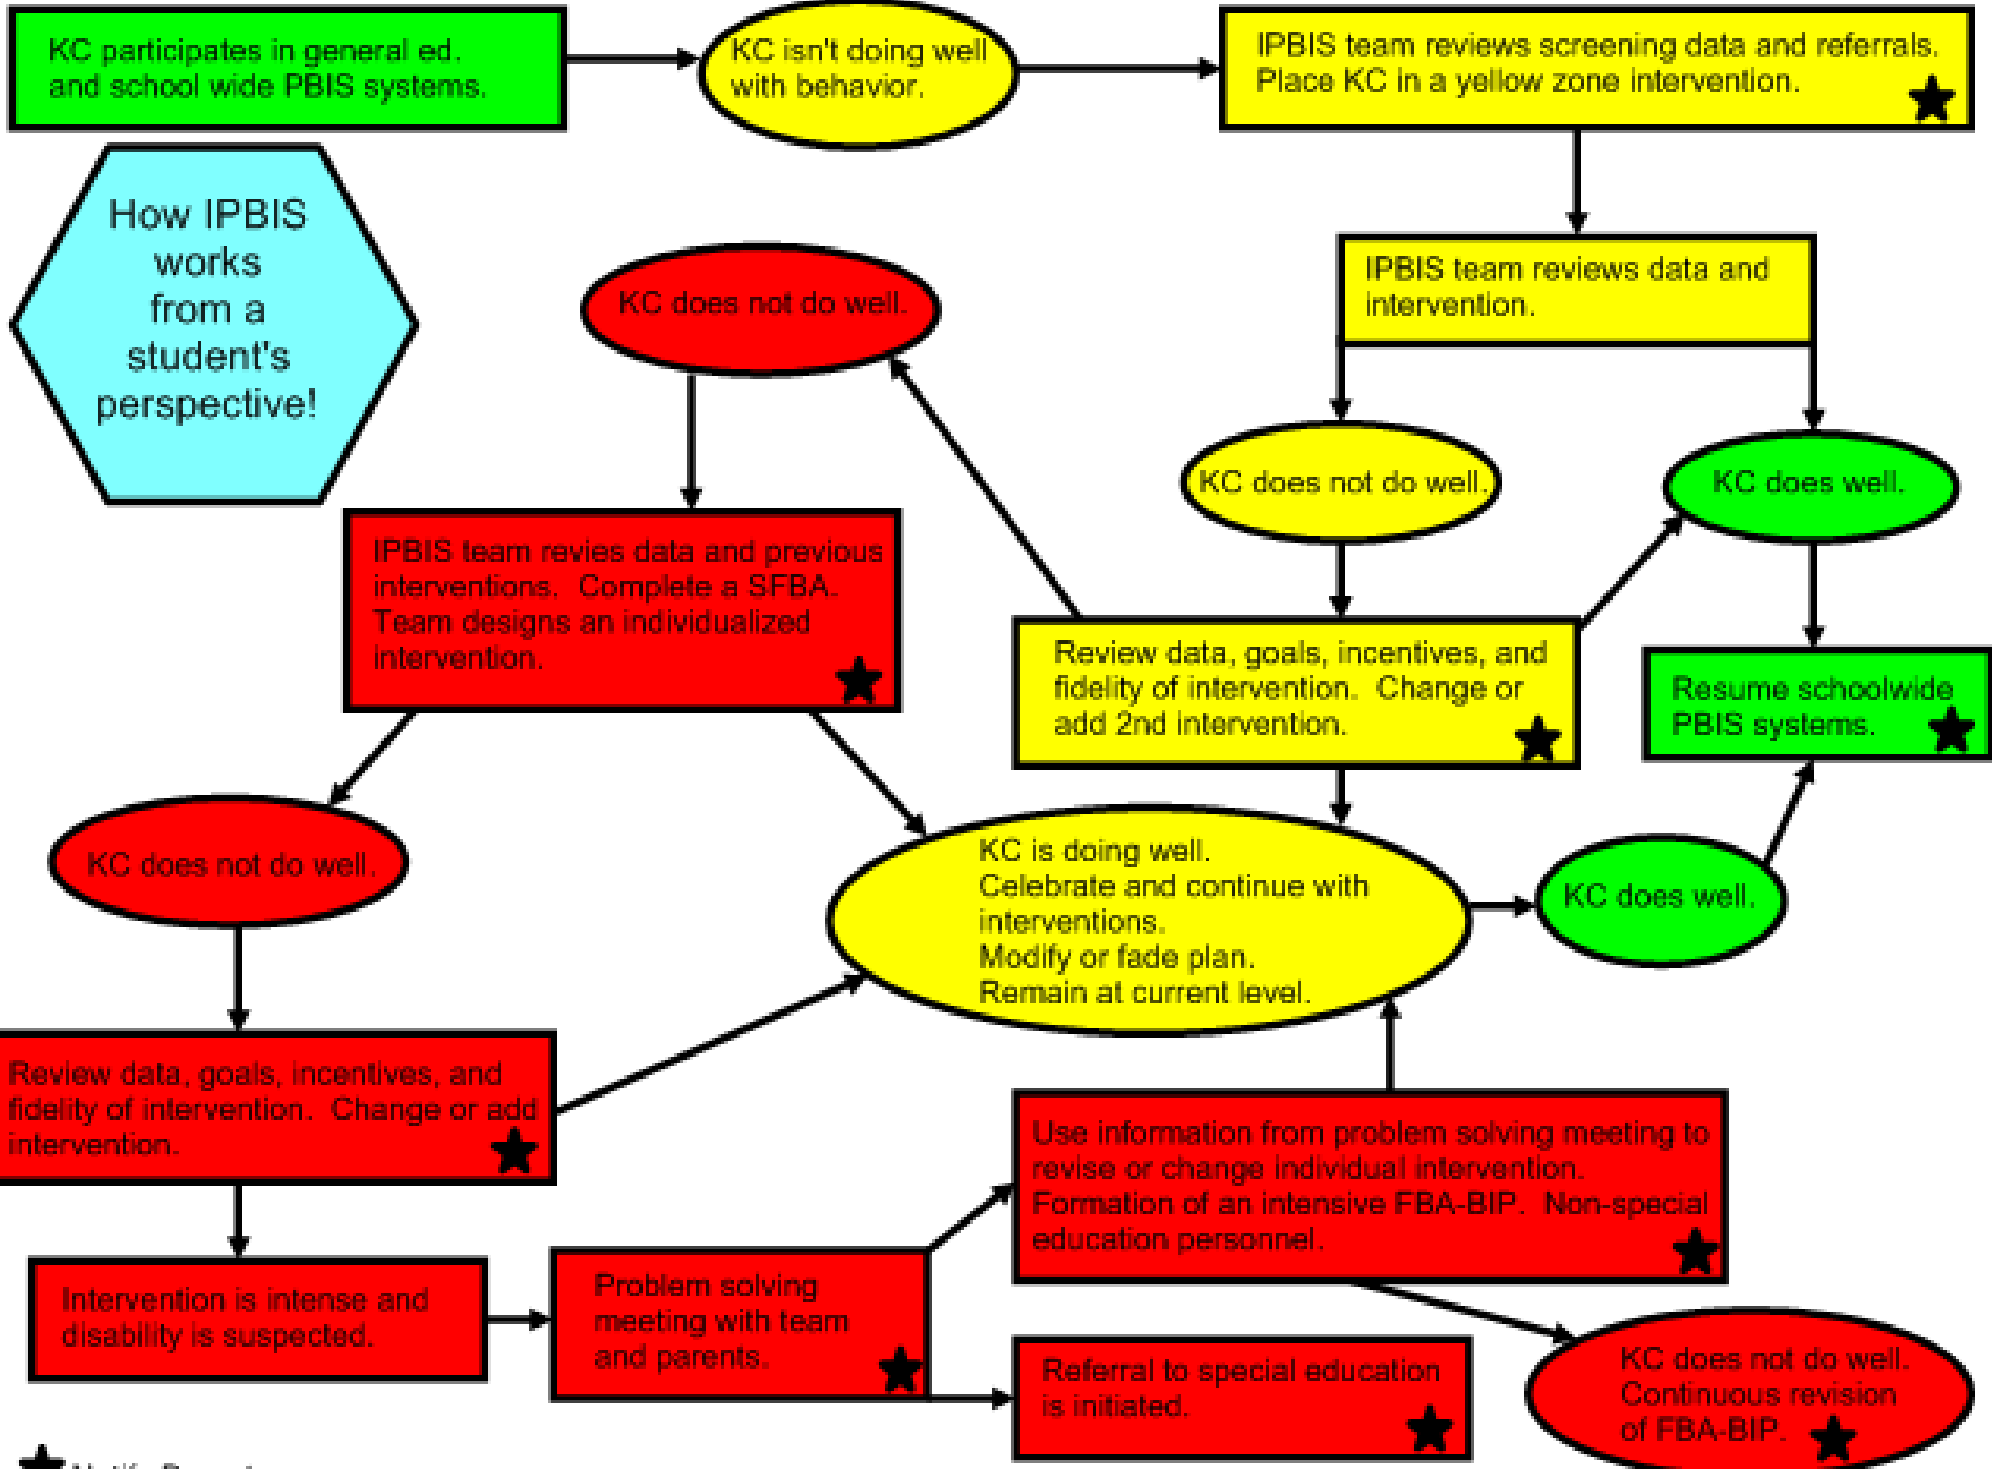 KC participates in general ed.
and school wide PBIS systems.
KC isn't doing well
with behavior.
IPBIS team reviews screening data and referrals.
Place KC in a yellow zone intervention.
How IPBIS
works
from a
student's
perspective!
KC does not do well.
IPBIS team reviews data and
intervention.
KC does not do well.
KC does well.
IPBIS team revies data and previous
interventions. Complete a SFBA.
Team designs an individualized
intervention.
Review data, goals, incentives, and
fidelity of intervention. Change or
add 2nd intervention.
Resume schoolwide
PBIS systems.
KC does not do well.
KC is doing well.
Celebrate and continue with
interventions.
Modify or fade plan.
Remain at current level.
KC does well.
Review data, goals, incentives, and
fidelity of intervention. Change or add
intervention.
Use information from problem solving meeting to
revise or change individual intervention.
Formation of an intensive FBA-BIP. Non-special
education personnel.
Intervention is intense and
disability is suspected.
Problem solving
meeting with team
and parents.
Referral to special education
is initiated.
KC does not do well.
Continuous revision
of FBA-BIP.